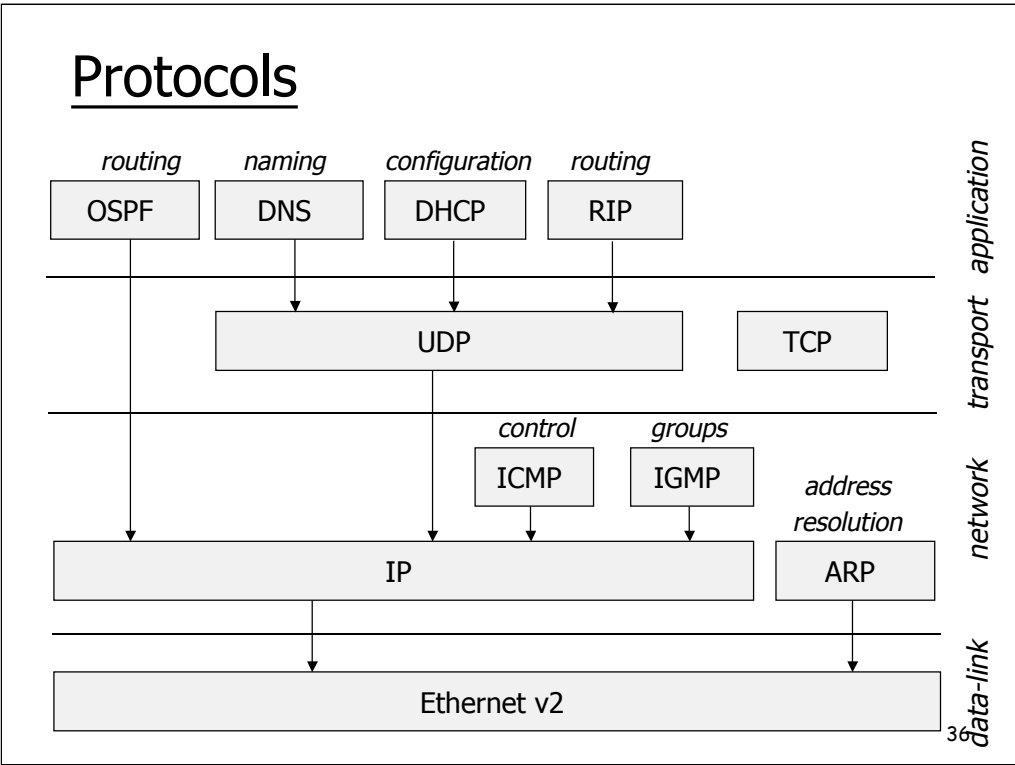 Protocols
routing naming configuration routing
OSPF DNS DHCP RIP
application
UDP TCP
transport
control groups
ICMP IGMP
address
resolution
IP ARP
network
Ethernet v2
data-link
36